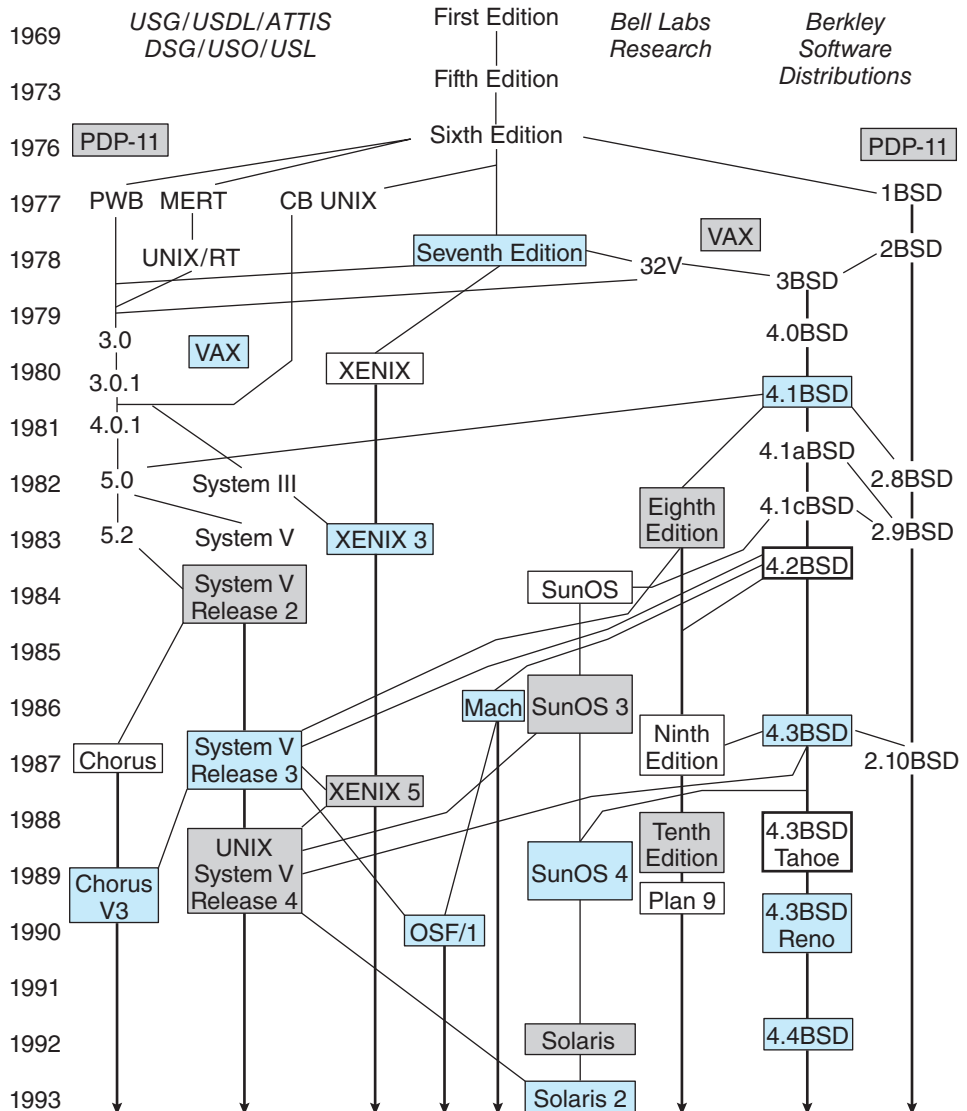 USG/USDL/ATTIS
DSG/USO/USL
First Edition
Bell Labs
Research
Berkley
Software
Distributions
1969
Fifth Edition
1973
PDP-11
Sixth Edition
PDP-11
1976
PWB MERT CB UNIX
1BSD
1977
UNIX/RT
Seventh Edition
VAX
2BSD
1978
32V
3BSD
1979
3.0
VAX
4.0BSD
1980
3.0.1
XENIX
4.1BSD
1981
4.0.1
4.1aBSD
1982
5.0
System III
2.8BSD
Eighth
Edition
4.1cBSD
1983
5.2
System V
XENIX 3
2.9BSD
4.2BSD
1984
System V
Release 2
SunOS
1985
1986
Mach
SunOS 3
4.3BSD
1987
Chorus
System V
Release 3
XENIX 5
Ninth
Edition
2.10BSD
1988
UNIX
System V
Release 4
Tenth
Edition
4.3BSD
Tahoe
1989
Chorus
V3
SunOS 4
Plan 9
4.3BSD
Reno
1990
OSF/1
1991
1992
Solaris
4.4BSD
1993
Solaris 2